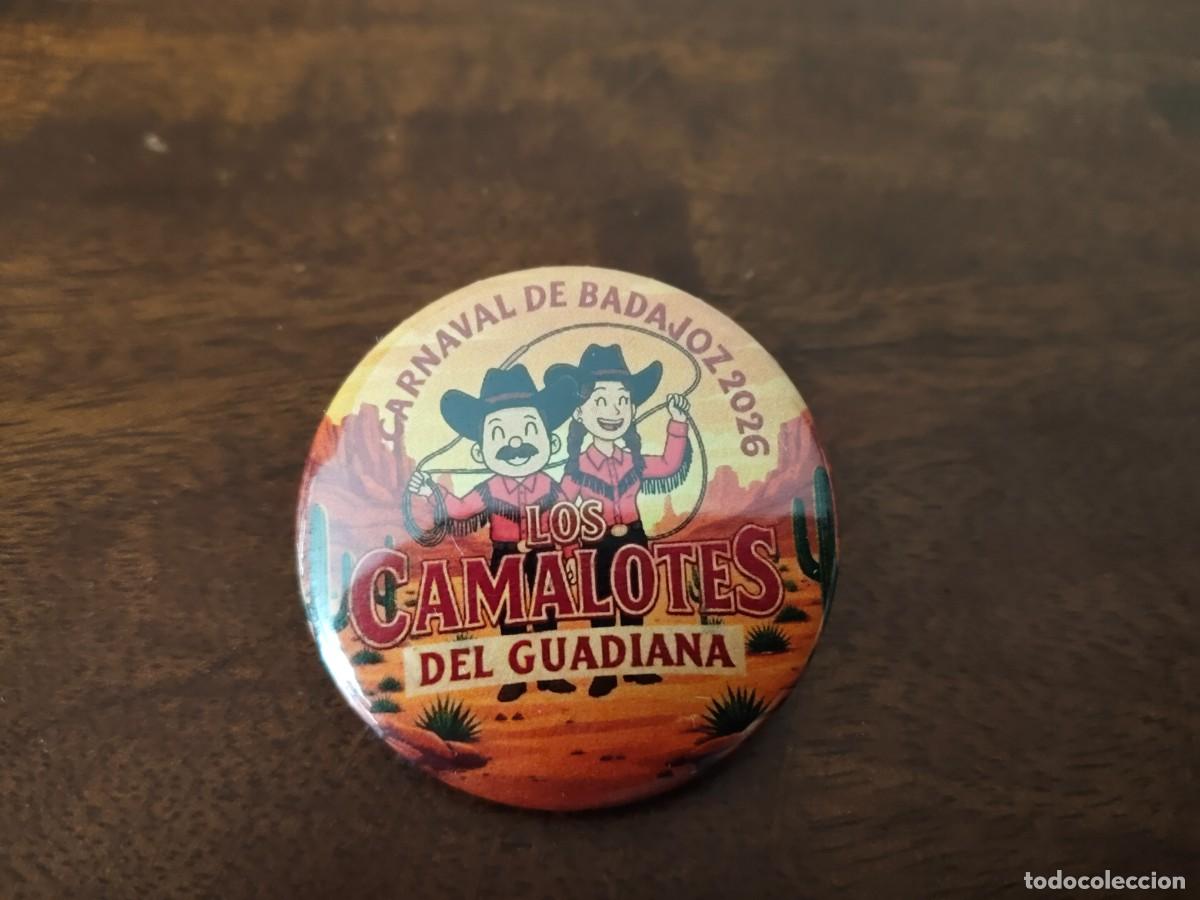 CARNAVAL DE BADAJOZ 2026
LOS
CAMALOTES
DEL GUADIANA
todocoleccion